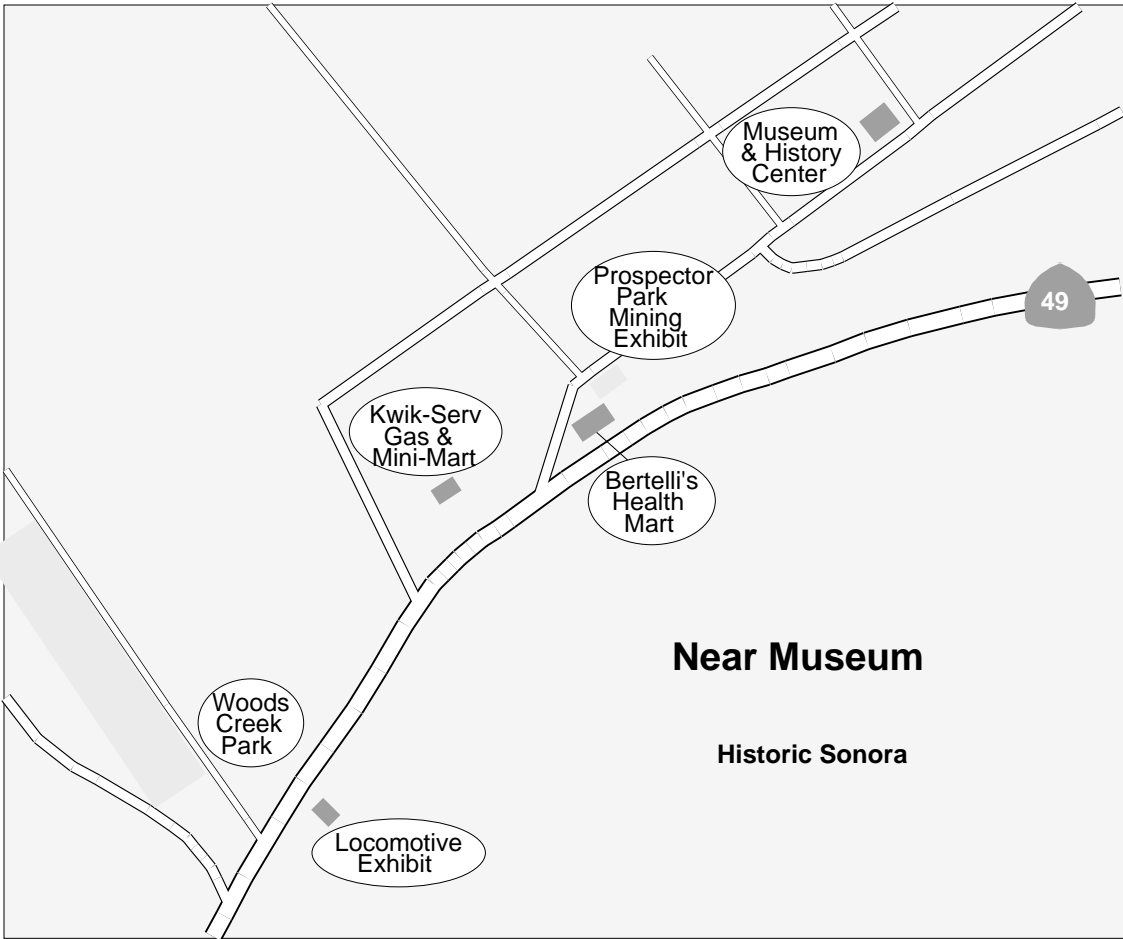 Museum
& History
Center
Prospector
Park
Mining
Exhibit
49
Kwik-Serv
Gas &
Mini-Mart
Bertelli's
Health
Mart
Near Museum
Woods
Creek
Park
Historic Sonora
Locomotive
Exhibit